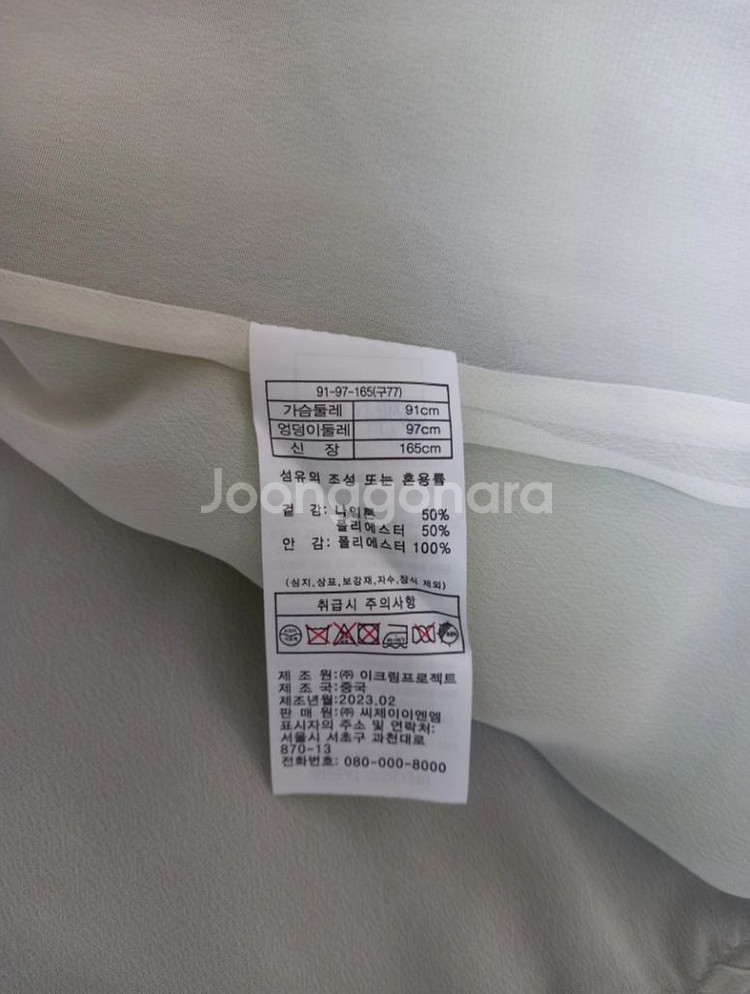 91-97-165(구77)
가슴둘레 91cm
엉덩이둘레 97cm
신 장 165cm
섬유의 조성 또는 혼용률
Joonggonara
겉 감: 나일론 50%
폴리에스터 50%
안 감: 폴리에스터 100%
(심지,상표,보강재,자수,장식 제외)
취급시 주의사항
제 조 원:㈜ 이크림프로젝트
제 조 국:중국
제조년월:2023.02
판 매 원:㈜ 씨제이이엔엠
표시자의 주소 및 연락처:
서울시 서초구 과천대로
870-13
전화번호: 080-000-8000